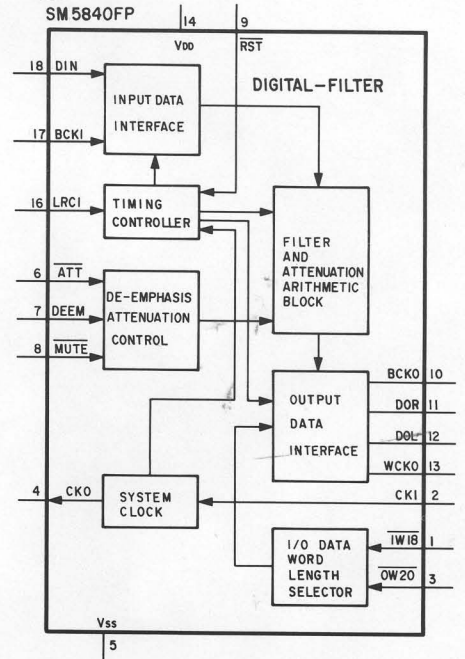 SM5840FP
14
9
VDD
RST
DIGITAL-FILTER
18 DIN
INPUT DATA
INTERFACE
17 BCKI
16 LRCI
TIMING
CONTROLLER
FILTER
AND
ATTENUATION
ARITHMETIC
BLOCK
6 ATT
7 DEEM
8 MUTE
DE-EMPHASIS
ATTENUATION
CONTROL
OUTPUT
DATA
INTERFACE
BCKO 10
DOR 11
DOL 12
WCKO 13
4 CKO
SYSTEM
CLOCK
CKI 2
I/O DATA
WORD
LENGTH
SELECTOR
IW18 1
OW20 3
VSS
5